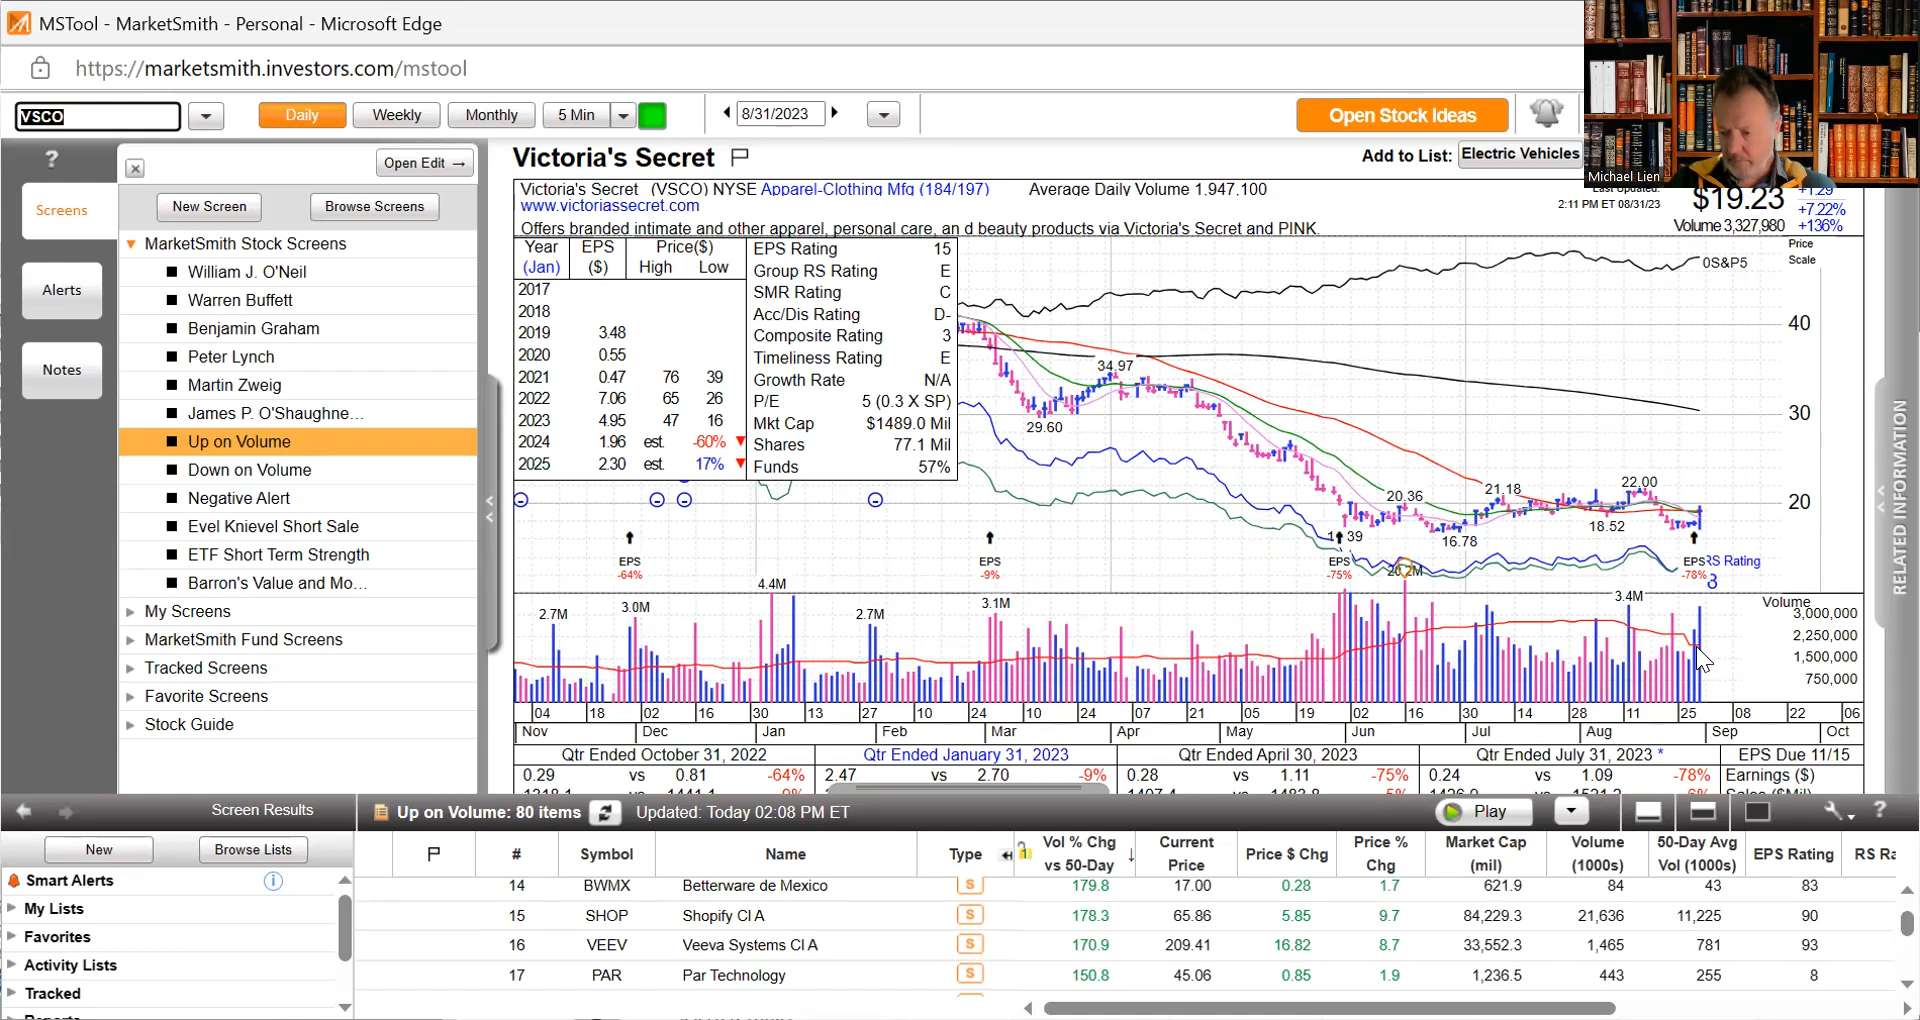 MSTool - MarketSmith - Personal - Microsoft Edge
https://marketsmith.investors.com/mstool
VSCO
Daily
Weekly
Monthly
5 Min
8/31/2023
Open Stock Ideas
Michael Lien
?
Screens
Alerts
Notes
Open Edit →
New Screen
Browse Screens
MarketSmith Stock Screens
William J. O'Neil
Warren Buffett
Benjamin Graham
Peter Lynch
Martin Zweig
James P. O'Shaughne…
Up on Volume
Down on Volume
Negative Alert
Evel Knievel Short Sale
ETF Short Term Strength
Barron's Value and Mo…
My Screens
MarketSmith Fund Screens
Tracked Screens
Favorite Screens
Stock Guide
Victoria's Secret
Add to List: Electric Vehicles
Victoria's Secret (VSCO) NYSE Apparel-Clothing Mfg (184/197) Average Daily Volume 1,947,100
www.victoriassecret.com
Offers branded intimate and other apparel, personal care, an d beauty products via Victoria's Secret and PINK.
Last Updated:
2:11 PM ET 08/31/23
$19.23
+1.29
+7.22%
Volume 3,327,980 +136%
Year EPS Price($)
(Jan) ($) High Low
2017
2018
2019 3.48
2020 0.55
2021 0.47 76 39
2022 7.06 65 26
2023 4.95 47 16
2024 1.96 est. -60%
2025 2.30 est. 17%
EPS Rating 15
Group RS Rating E
SMR Rating C
Acc/Dis Rating D-
Composite Rating 3
Timeliness Rating E
Growth Rate N/A
P/E 5 (0.3 X SP)
Mkt Cap $1489.0 Mil
Shares 77.1 Mil
Funds 57%
Price
Scale
0S&P5
40
30
20
34.97
29.60
20.36
21.18
22.00
18.52
16.78
39
EPS
-64%
EPS
-9%
EPS
-75%
EPS
-78%
RS Rating
3
20.2M
2.7M
3.0M
4.4M
2.7M
3.1M
3.4M
Volume
3,000,000
2,250,000
1,500,000
750,000
04 18 02 16 30 13 27 10 24 10 24 07 21 05 19 02 16 30 14 28 11 25 08 22 06
Nov Dec Jan Feb Mar Apr May Jun Jul Aug Sep Oct
Qtr Ended October 31, 2022 Qtr Ended January 31, 2023 Qtr Ended April 30, 2023 Qtr Ended July 31, 2023 * EPS Due 11/15
0.29 vs 0.81 -64% 2.47 vs 2.70 -9% 0.28 vs 1.11 -75% 0.24 vs 1.09 -78% Earnings ($)
RELATED INFORMATION
Screen Results
Up on Volume: 80 items
Updated: Today 02:08 PM ET
Play
?
New
Browse Lists
Smart Alerts
i
My Lists
Favorites
Activity Lists
Tracked
# Symbol Name Type Vol % Chg vs 50-Day Current Price Price $ Chg Price % Chg Market Cap (mil) Volume (1000s) 50-Day Avg Vol (1000s) EPS Rating RS Ra
14 BWMX Betterware de Mexico S 179.8 17.00 0.28 1.7 621.9 84 43 83
15 SHOP Shopify Cl A S 178.3 65.86 5.85 9.7 84,229.3 21,636 11,225 90
16 VEEV Veeva Systems Cl A S 170.9 209.41 16.82 8.7 33,552.3 1,465 781 93
17 PAR Par Technology S 150.8 45.06 0.85 1.9 1,236.5 443 255 8